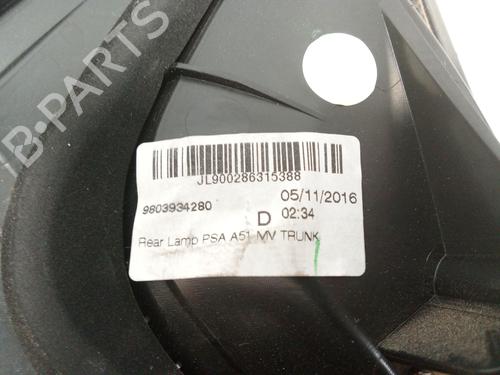 B-PARTS
JL900286315388
9803934280
05/11/2016
D
02:34
Rear Lamp PSA A51 MV TRUNK